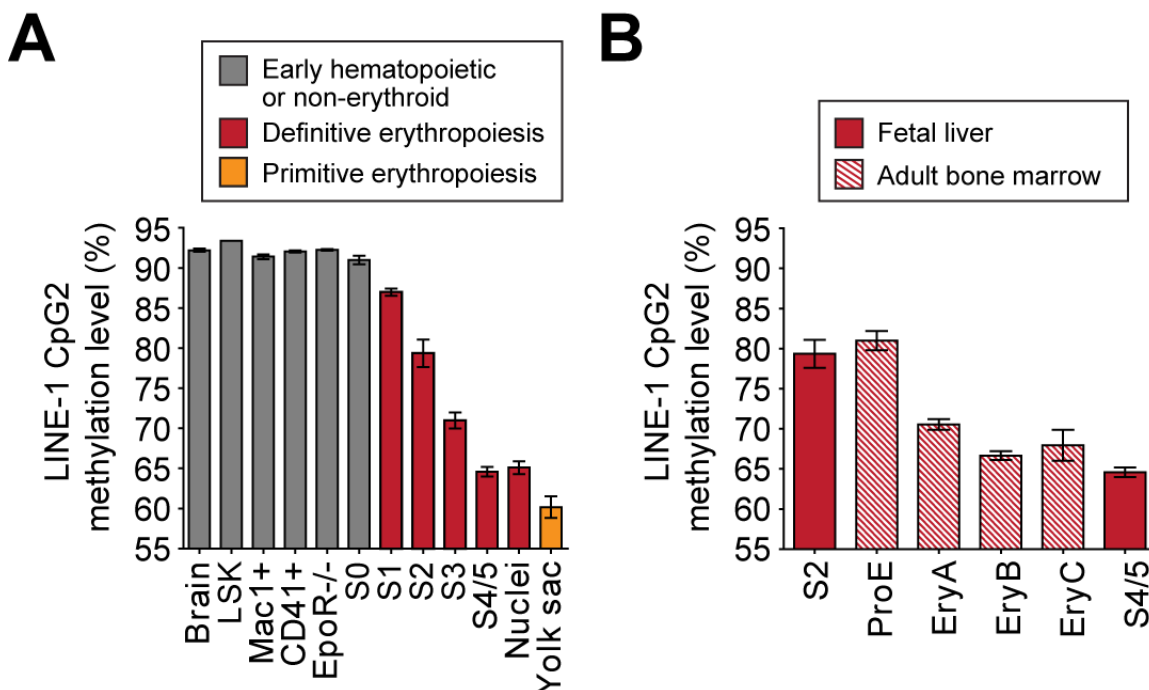 A
Early hematopoietic
or non-erythroid
Definitive erythropoiesis
Primitive erythropoiesis
LINE-1 CpG2
methylation level (%)
95
90
85
80
75
70
65
60
55
Brain
LSK
Mac1+
CD41+
EpoR-/-
S0
S1
S2
S3
S4/5
Nuclei
Yolk sac
B
Fetal liver
Adult bone marrow
LINE-1 CpG2
methylation level (%)
95
90
85
80
75
70
65
60
55
S2
ProE
EryA
EryB
EryC
S4/5